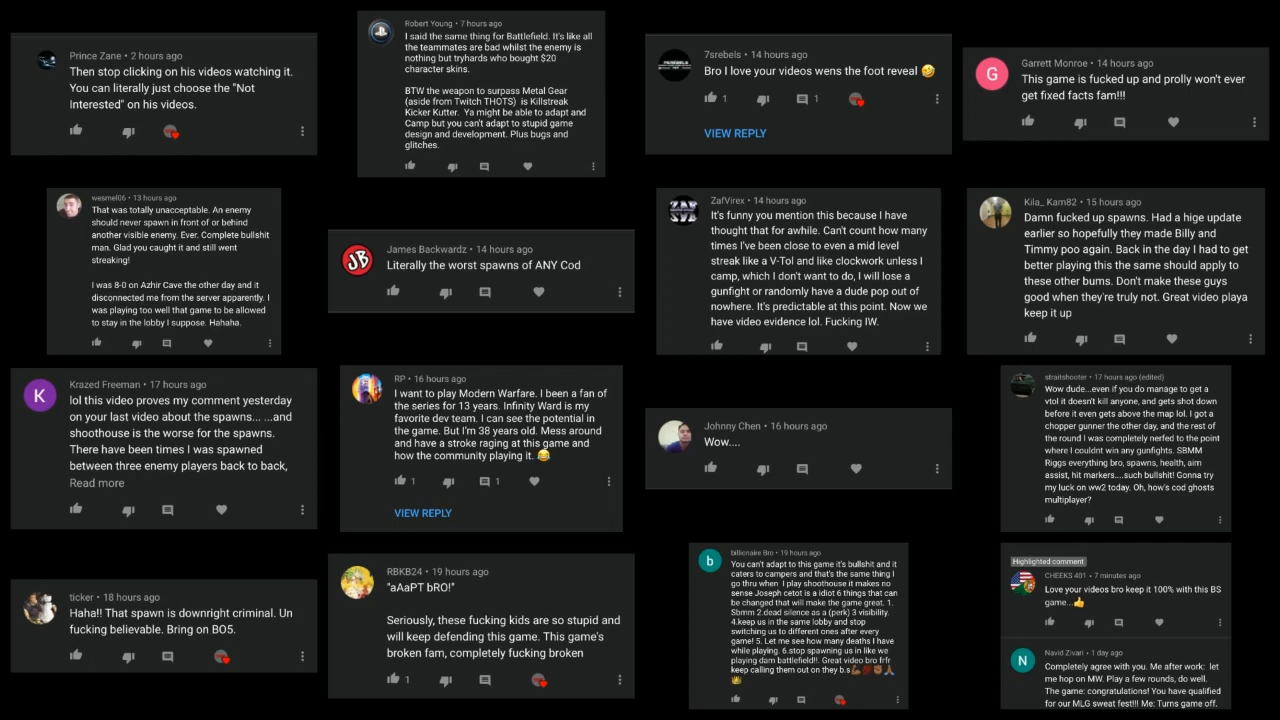 Prince Zane • 2 hours ago
Then stop clicking on his videos watching it.
You can literally just choose the "Not
Interested" on his videos.
Robert Young • 7 hours ago
I said the same thing for Battlefield. It's like all
the teammates are bad whilst the enemy is
nothing but tryhards who bought $20
character skins.
BTW the weapon to surpass Metal Gear
(aside from Twitch THOTS) is Killstreak
Kicker Kutter. Ya might be able to adapt and
Camp but you can't adapt to stupid game
design and development. Plus bugs and
glitches.
7srebels • 14 hours ago
Bro I love your videos wens the foot reveal 🤣
1
1
VIEW REPLY
G
Garrett Monroe • 14 hours ago
This game is fucked up and prolly won't ever
get fixed facts fam!!!
wesmel06 • 13 hours ago
That was totally unacceptable. An enemy
should never spawn in front of or behind
another visible enemy. Ever. Complete bullshit
man. Glad you caught it and still went
streaking!
I was 8-0 on Azhir Cave the other day and it
disconnected me from the server apparently. I
was playing too well that game to be allowed
to stay in the lobby I suppose. Hahaha.
JB
James Backwardz • 14 hours ago
Literally the worst spawns of ANY Cod
ZafVirex • 14 hours ago
It's funny you mention this because I have
thought that for awhile. Can't count how many
times I've been close to even a mid level
streak like a V-Tol and like clockwork unless I
camp, which I don't want to do, I will lose a
gunfight or randomly have a dude pop out of
nowhere. It's predictable at this point. Now we
have video evidence lol. Fucking IW.
Kila_ Kam82 • 15 hours ago
Damn fucked up spawns. Had a hige update
earlier so hopefully they made Billy and
Timmy poo again. Back in the day I had to get
better playing this the same should apply to
these other bums. Don't make these guys
good when they're truly not. Great video playa
keep it up
K
Krazed Freeman • 17 hours ago
lol this video proves my comment yesterday
on your last video about the spawns... ...and
shoothouse is the worse for the spawns.
There have been times I was spawned
between three enemy players back to back,
Read more
RP • 16 hours ago
I want to play Modern Warfare. I been a fan of
the series for 13 years. Infinity Ward is my
favorite dev team. I can see the potential in
the game. But I'm 38 years old. Mess around
and have a stroke raging at this game and
how the community playing it. 😂
1
1
VIEW REPLY
Johnny Chen • 16 hours ago
Wow....
straitshooter • 17 hours ago (edited)
Wow dude...even if you do manage to get a
vtol it doesn't kill anyone, and gets shot down
before it even gets above the map lol. I got a
chopper gunner the other day, and the rest of
the round I was completely nerfed to the point
where I couldnt win any gunfights. SBMM
Riggs everything bro, spawns, health, aim
assist, hit markers....such bullshit! Gonna try
my luck on ww2 today. Oh, how's cod ghosts
multiplayer?
ticker • 18 hours ago
Haha!! That spawn is downright criminal. Un
fucking believable. Bring on BO5.
RBKB24 • 19 hours ago
"aAaPT bRO!"
Seriously, these fucking kids are so stupid and
will keep defending this game. This game's
broken fam, completely fucking broken
1
b
billionaire Bro • 19 hours ago
You can't adapt to this game it's bullshit and it
caters to campers and that's the same thing I
go thru when I play shoothouse it makes no
sense Joseph cetot is a idiot 6 things that can
be changed that will make the game great. 1.
Sbmm 2.dead silence as a (perk) 3 visibility.
4.keep us in the same lobby and stop
switching us to different ones after every
game! 5. Let me see how many deaths I have
while playing. 6.stop spawning us in like we
playing dam battlefield!!. Great video bro frfr
keep calling them out on they b.s
Highlighted comment
CHEEKS 401 • 7 minutes ago
Love your videos bro keep it 100% with this BS
game...👍
N
Navid Zivari • 1 day ago
Completely agree with you. Me after work: let
me hop on MW. Play a few rounds, do well.
The game: congratulations! You have qualified
for our MLG sweat fest!!! Me: Turns game off.